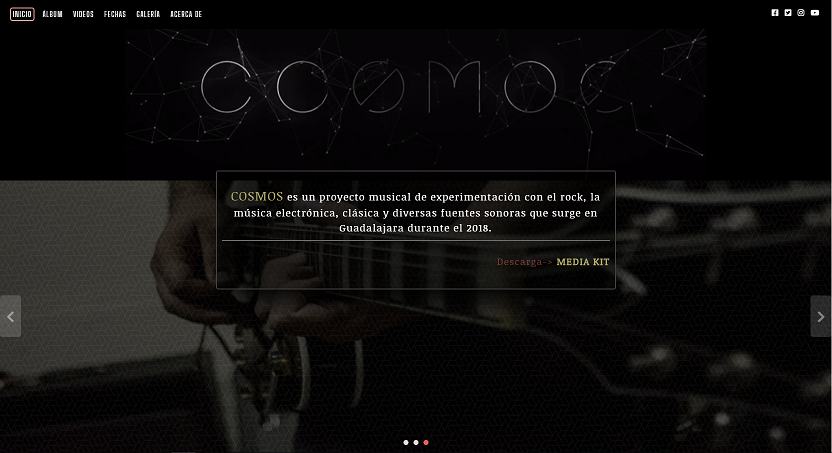 INICIO ÁLBUM VIDEOS FECHAS GALERÍA ACERCA DE
CCOSMOS
COSMOS es un proyecto musical de experimentación con el rock, la
música electrónica, clásica y diversas fuentes sonoras que surge en
Guadalajara durante el 2018.
Descarga-> MEDIA KIT